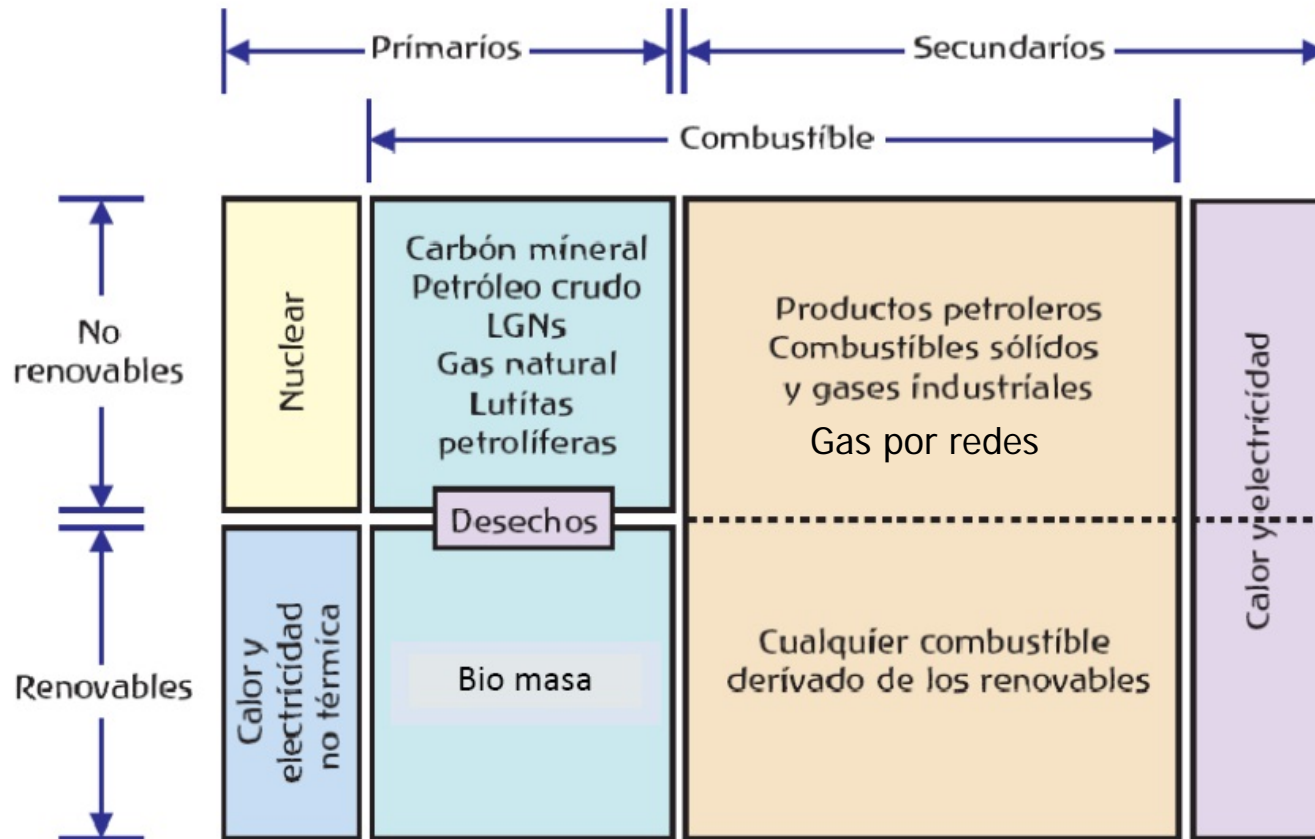 Primarios
Secundarios
Combustible
No
renovables
Nuclear
Carbón mineral
Petróleo crudo
LGNs
Gas natural
Lutitas
petrolíferas
Productos petroleros
Combustibles sólidos
y gases industriales
Gas por redes
Calor y electricidad
Desechos
Renovables
Calor y
electricidad
no térmica
Bio masa
Cualquier combustible
derivado de los renovables